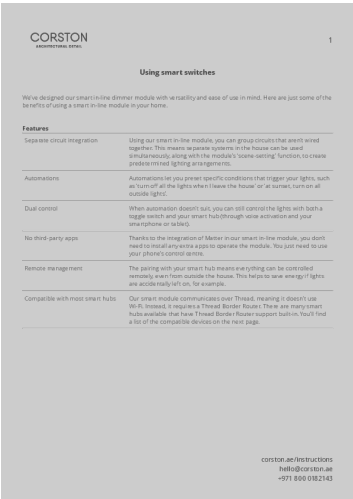 CORSTON
ARCHITECTURAL DETAIL
1
Using smart switches
We've designed our smart in-line dimmer module with versatility and ease of use in mind. Here are just some of the
benefits of using a smart in-line module in your home.
Features
Separate circuit integration
Using our smart in-line module, you can group circuits that aren't wired
together. This means separate systems in the house can be used
simultaneously, along with the module's 'scene-setting' function, to create
predetermined lighting arrangements.
Automations
Automations let you preset specific conditions that trigger your lights, such
as 'turn off all the lights when I leave the house' or 'at sunset, turn on all
outside lights'.
Dual control
When automation doesn't suit, you can still control the lights with both a
toggle switch and your smart hub (through voice activation and your
smartphone or tablet).
No third-party apps
Thanks to the integration of Matter in our smart in-line module, you don't
need to install any extra apps to operate the module. You just need to use
your phone's control centre.
Remote management
The pairing with your smart hub means everything can be controlled
remotely, even from outside the house. This helps to save energy if lights
are accidentally left on, for example.
Compatible with most smart hubs
Our smart module communicates over Thread, meaning it doesn't use
Wi-Fi. Instead, it requires a Thread Border Router. There are many smart
hubs available that have Thread Border Router support built-in. You'll find
a list of the compatible devices on the next page.
corston.ae/instructions
hello@corston.ae
+971 800 0182143